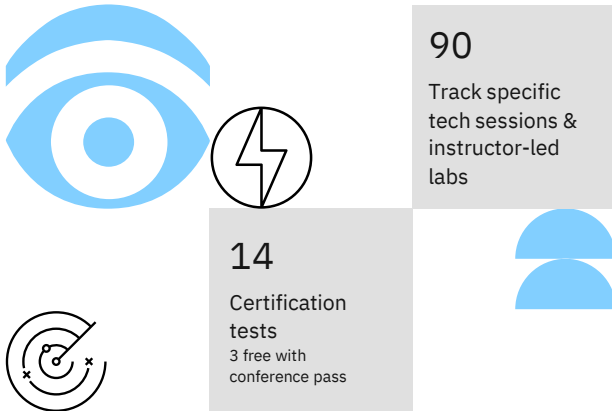 90
Track specific
tech sessions &
instructor-led
labs
14
Certification
tests
3 free with
conference pass